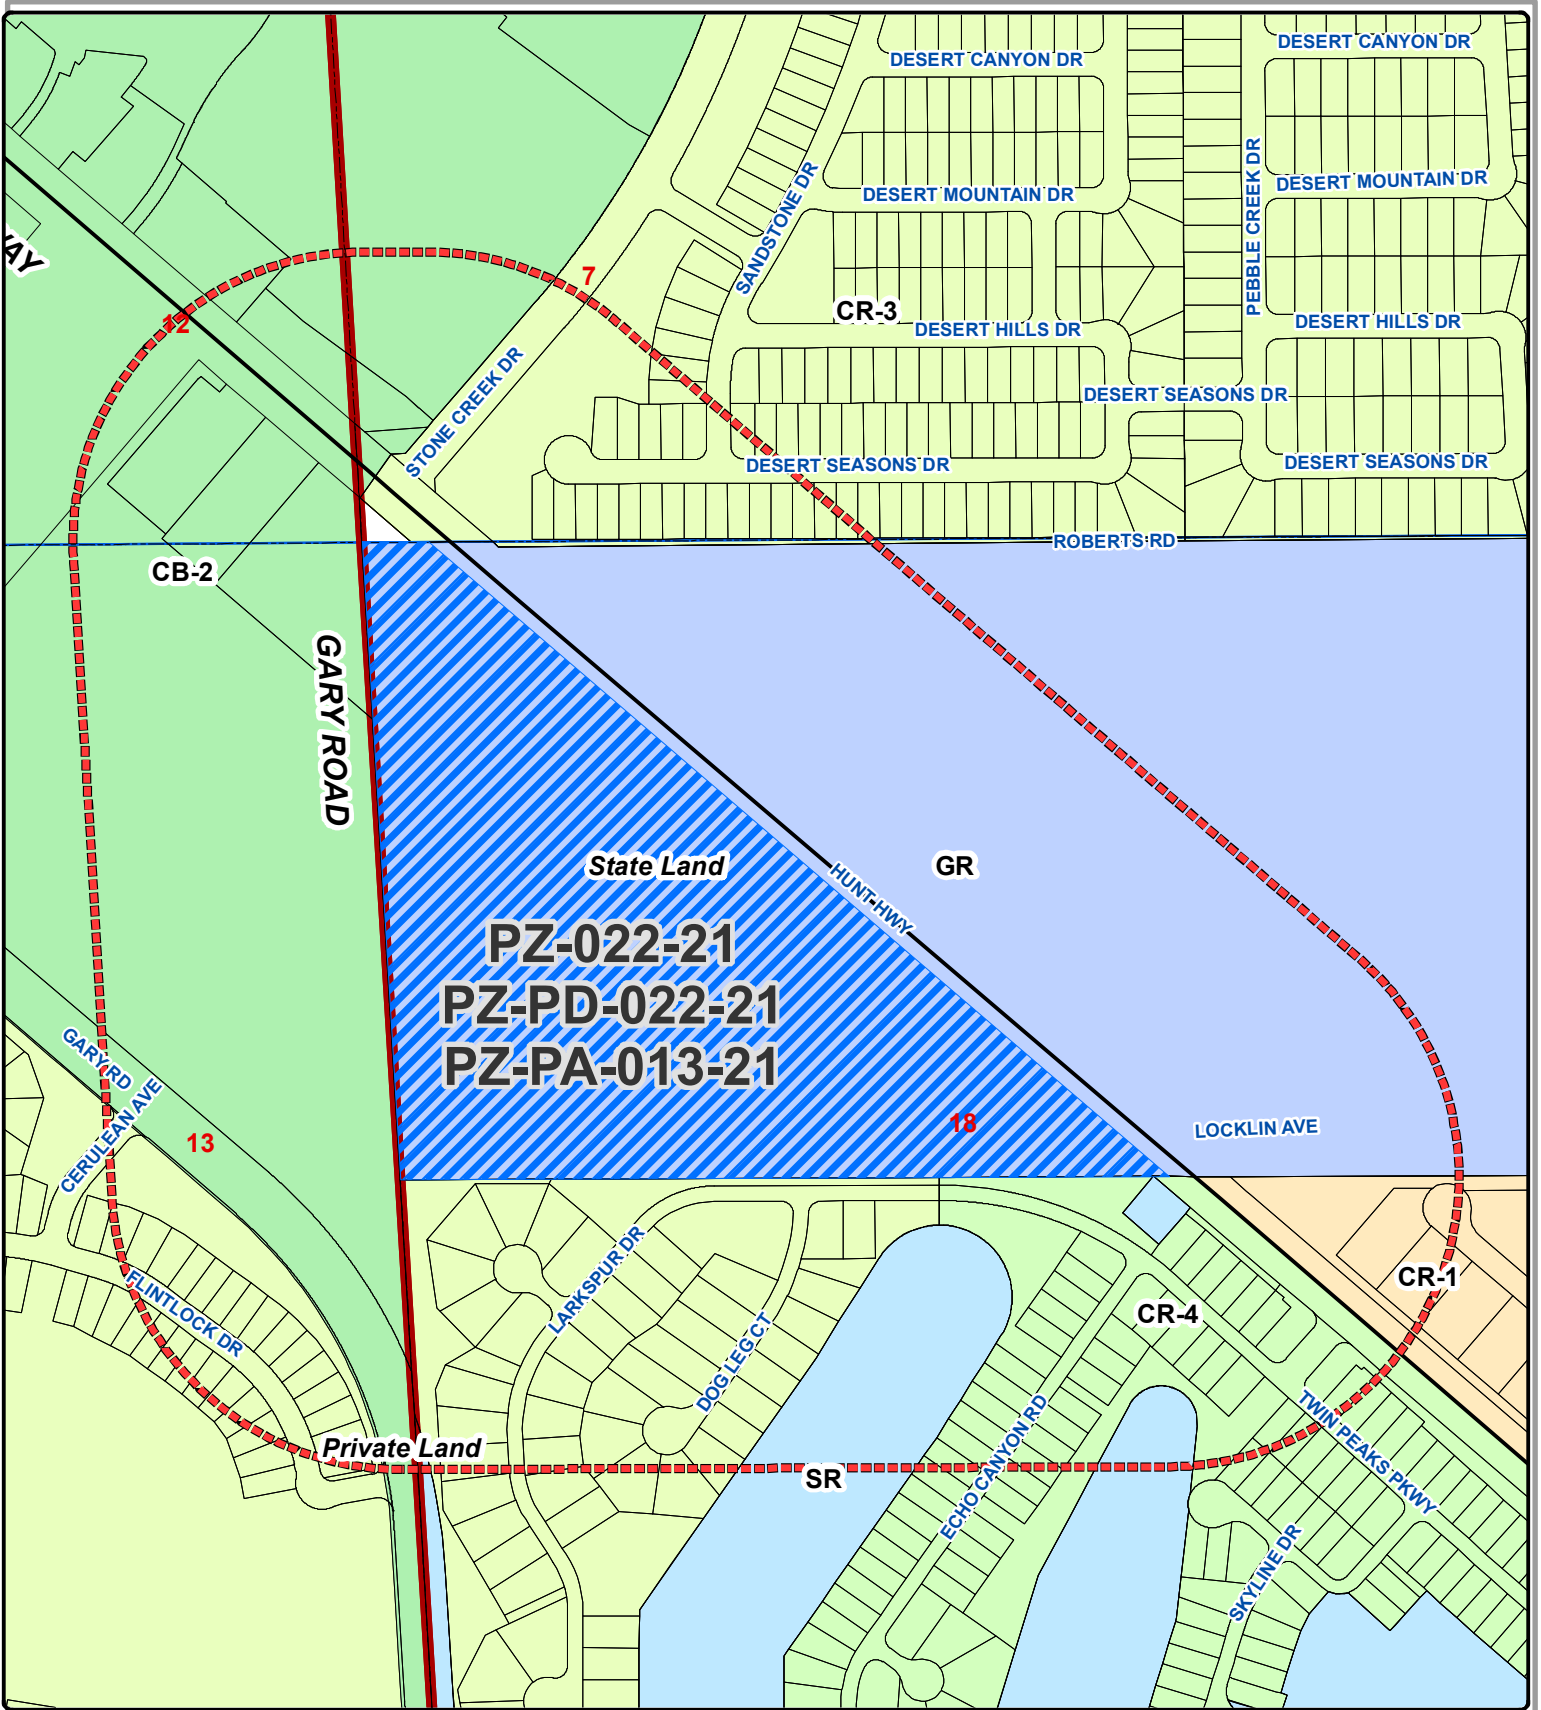 DESERT CANYON DR
DESERT CANYON DR
SANDSTONE DR
DESERT MOUNTAIN DR
PEBBLE CREEK DR
DESERT MOUNTAIN DR
7
12
CR-3
DESERT HILLS DR
DESERT HILLS DR
STONE CREEK DR
DESERT SEASONS DR
DESERT SEASONS DR
DESERT SEASONS DR
ROBERTS RD
CB-2
GARY ROAD
State Land
GR
HUNT HWY
PZ-022-21
PZ-PD-022-21
PZ-PA-013-21
GARY RD
CERULEAN AVE
13
18
LOCKLIN AVE
LARKSPUR DR
FLINTLOCK DR
DOG LEG CT
CR-4
CR-1
Private Land
SR
ECHO CANYON RD
TWIN PEAKS PKWY
SKYLINE DR